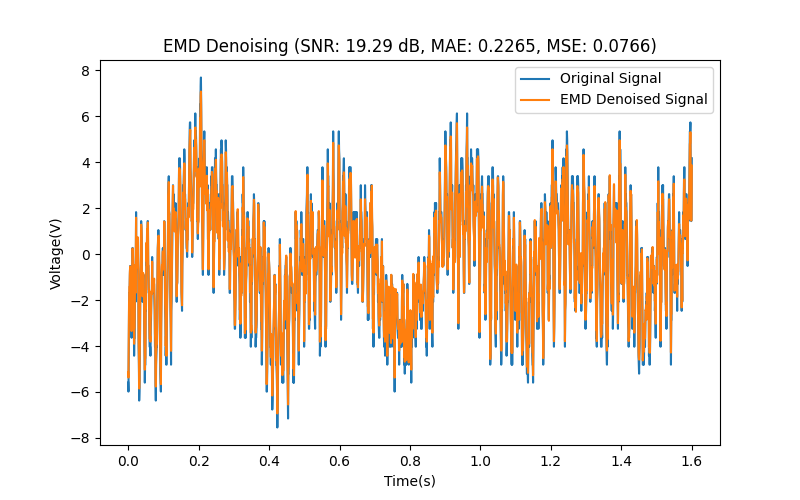 EMD Denoising (SNR: 19.29 dB, MAE: 0.2265, MSE: 0.0766)
Original Signal
EMD Denoised Signal
8
6
4
2
0
−2
−4
−6
−8
Voltage(V)
0.0 0.2 0.4 0.6 0.8 1.0 1.2 1.4 1.6
Time(s)